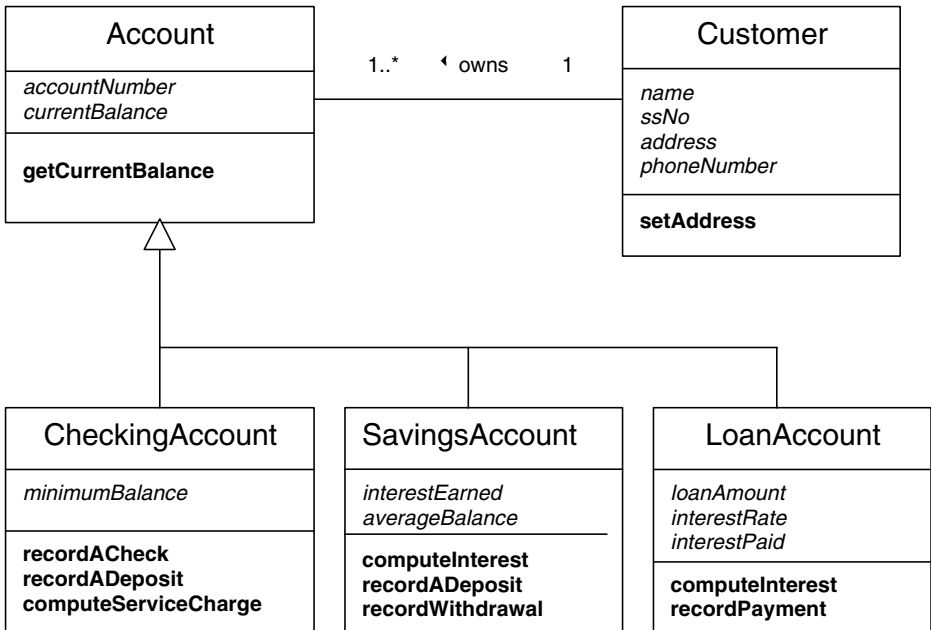 Account
accountNumber
currentBalance
getCurrentBalance
1..* owns 1
Customer
name
ssNo
address
phoneNumber
setAddress
CheckingAccount
minimumBalance
recordACheck
recordADeposit
computeServiceCharge
SavingsAccount
interestEarned
averageBalance
computeInterest
recordADeposit
recordWithdrawal
LoanAccount
loanAmount
interestRate
interestPaid
computeInterest
recordPayment